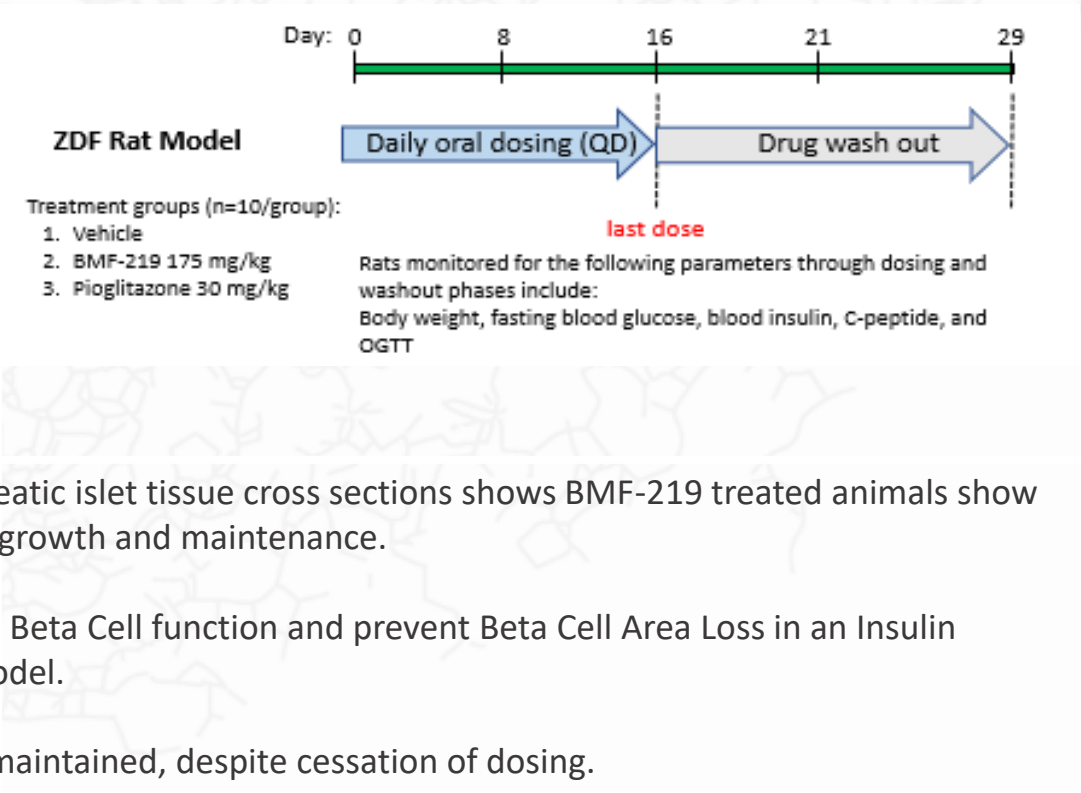 Day: 0 8 16 21 29
ZDF Rat Model
Daily oral dosing (QD)
Drug wash out
Treatment groups (n=10/group):
1. Vehicle
2. BMF-219 175 mg/kg
3. Pioglitazone 30 mg/kg
last dose
Rats monitored for the following parameters through dosing and
washout phases include:
Body weight, fasting blood glucose, blood insulin, C-peptide, and
OGTT
eatic islet tissue cross sections shows BMF-219 treated animals show
growth and maintenance.
Beta Cell function and prevent Beta Cell Area Loss in an Insulin
odel.
maintained, despite cessation of dosing.